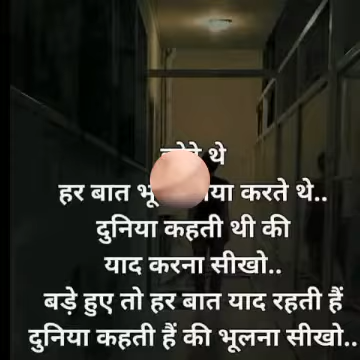 थे
हर बात करते थे..
दुनिया कहती थी की
याद करना सीखो..
बड़े हुए तो हर बात याद रहती हैं
दुनिया कहती हैं की भूलना सीखो..